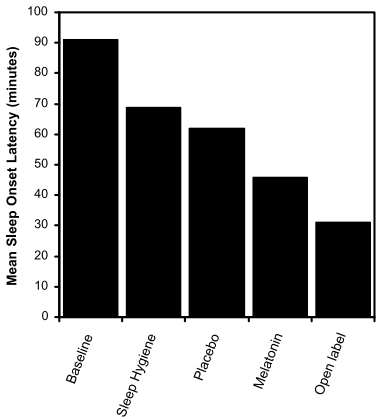 Mean Sleep Onset Latency (minutes)
100
90
80
70
60
50
40
30
20
10
0
Baseline
Sleep Hygiene
Placebo
Melatonin
Open label